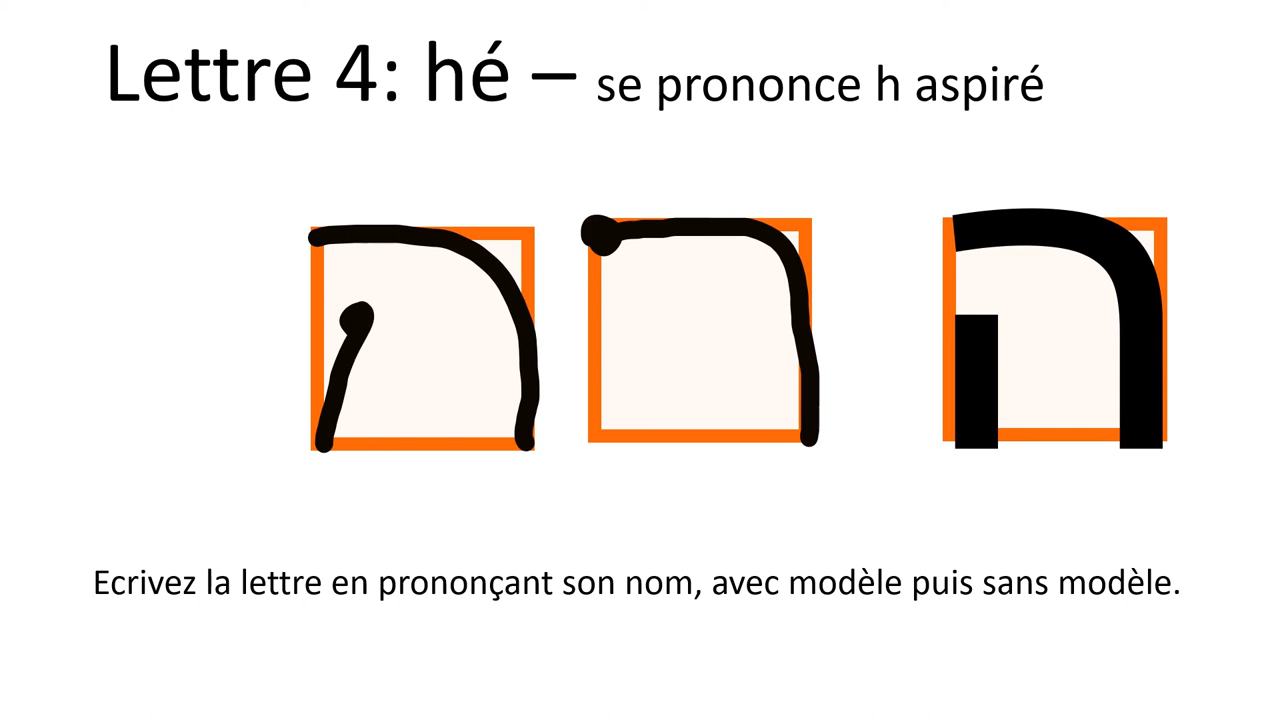 Lettre 4: hé – se prononce h aspiré
ה
Ecrivez la lettre en prononçant son nom, avec modèle puis sans modèle.